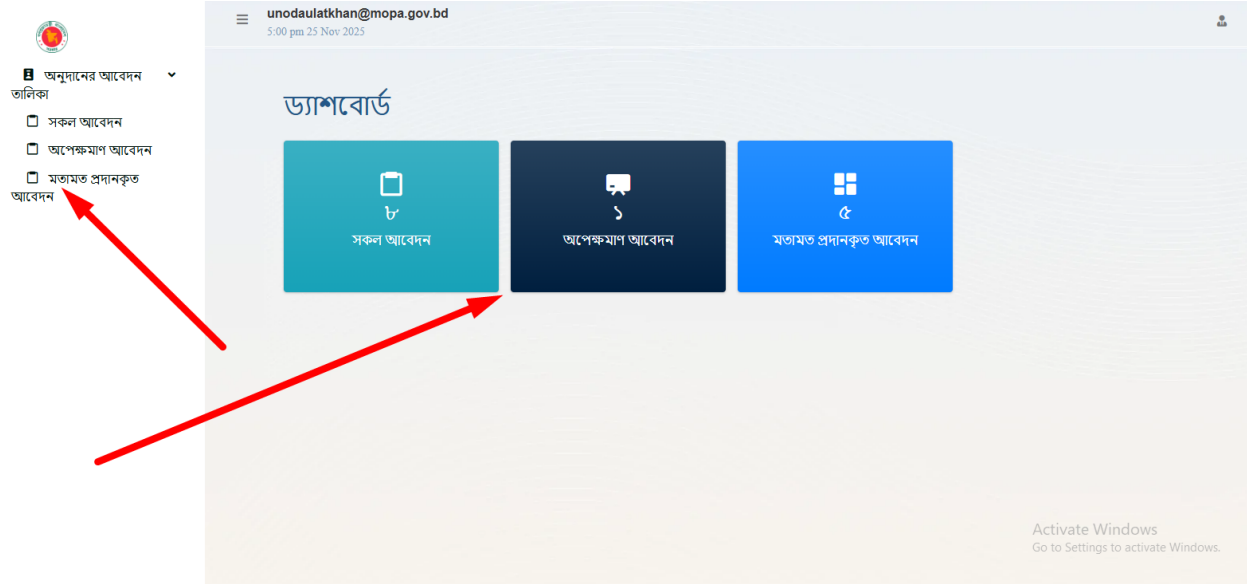 unodaulatkhan@mopa.gov.bd
5:00 pm 25 Nov 2025
অনুদানের আবেদন
তালিকা
সকল আবেদন
অপেক্ষমাণ আবেদন
মতামত প্রদানকৃত
আবেদন
ড্যাশবোর্ড
৮
সকল আবেদন
১
অপেক্ষমাণ আবেদন
৫
মতামত প্রদানকৃত আবেদন
Activate Windows
Go to Settings to activate Windows.